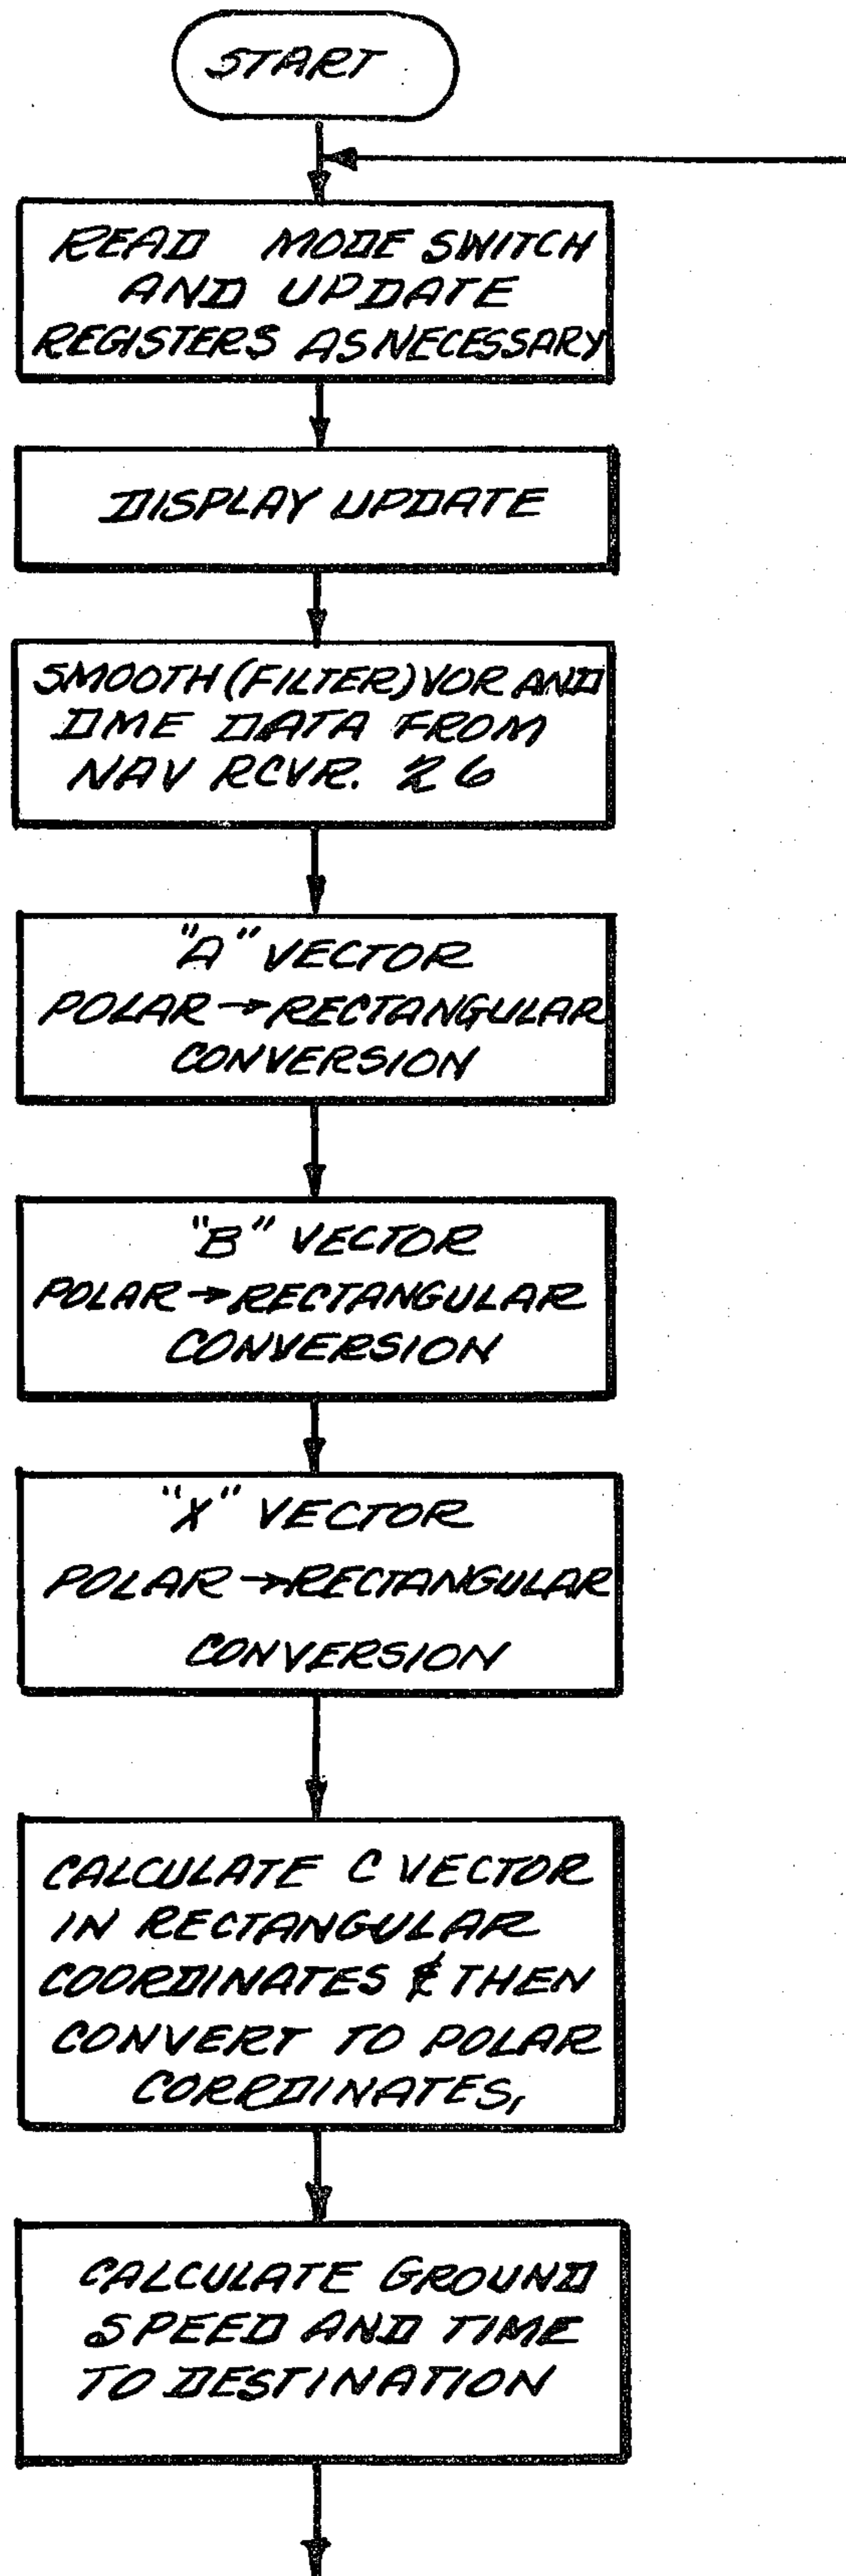 START
READ MODE SWITCH
AND UPDATE
REGISTERS AS NECESSARY
DISPLAY UPDATE
SMOOTH (FILTER) VOR AND
DME DATA FROM
NAV RCVR. 26
"A" VECTOR
POLAR → RECTANGULAR
CONVERSION
"B" VECTOR
POLAR → RECTANGULAR
CONVERSION
"X" VECTOR
POLAR → RECTANGULAR
CONVERSION
CALCULATE C VECTOR
IN RECTANGULAR
COORDINATES & THEN
CONVERT TO POLAR
CORRDINATES,
CALCULATE GROUND
SPEED AND TIME
TO DESTINATION